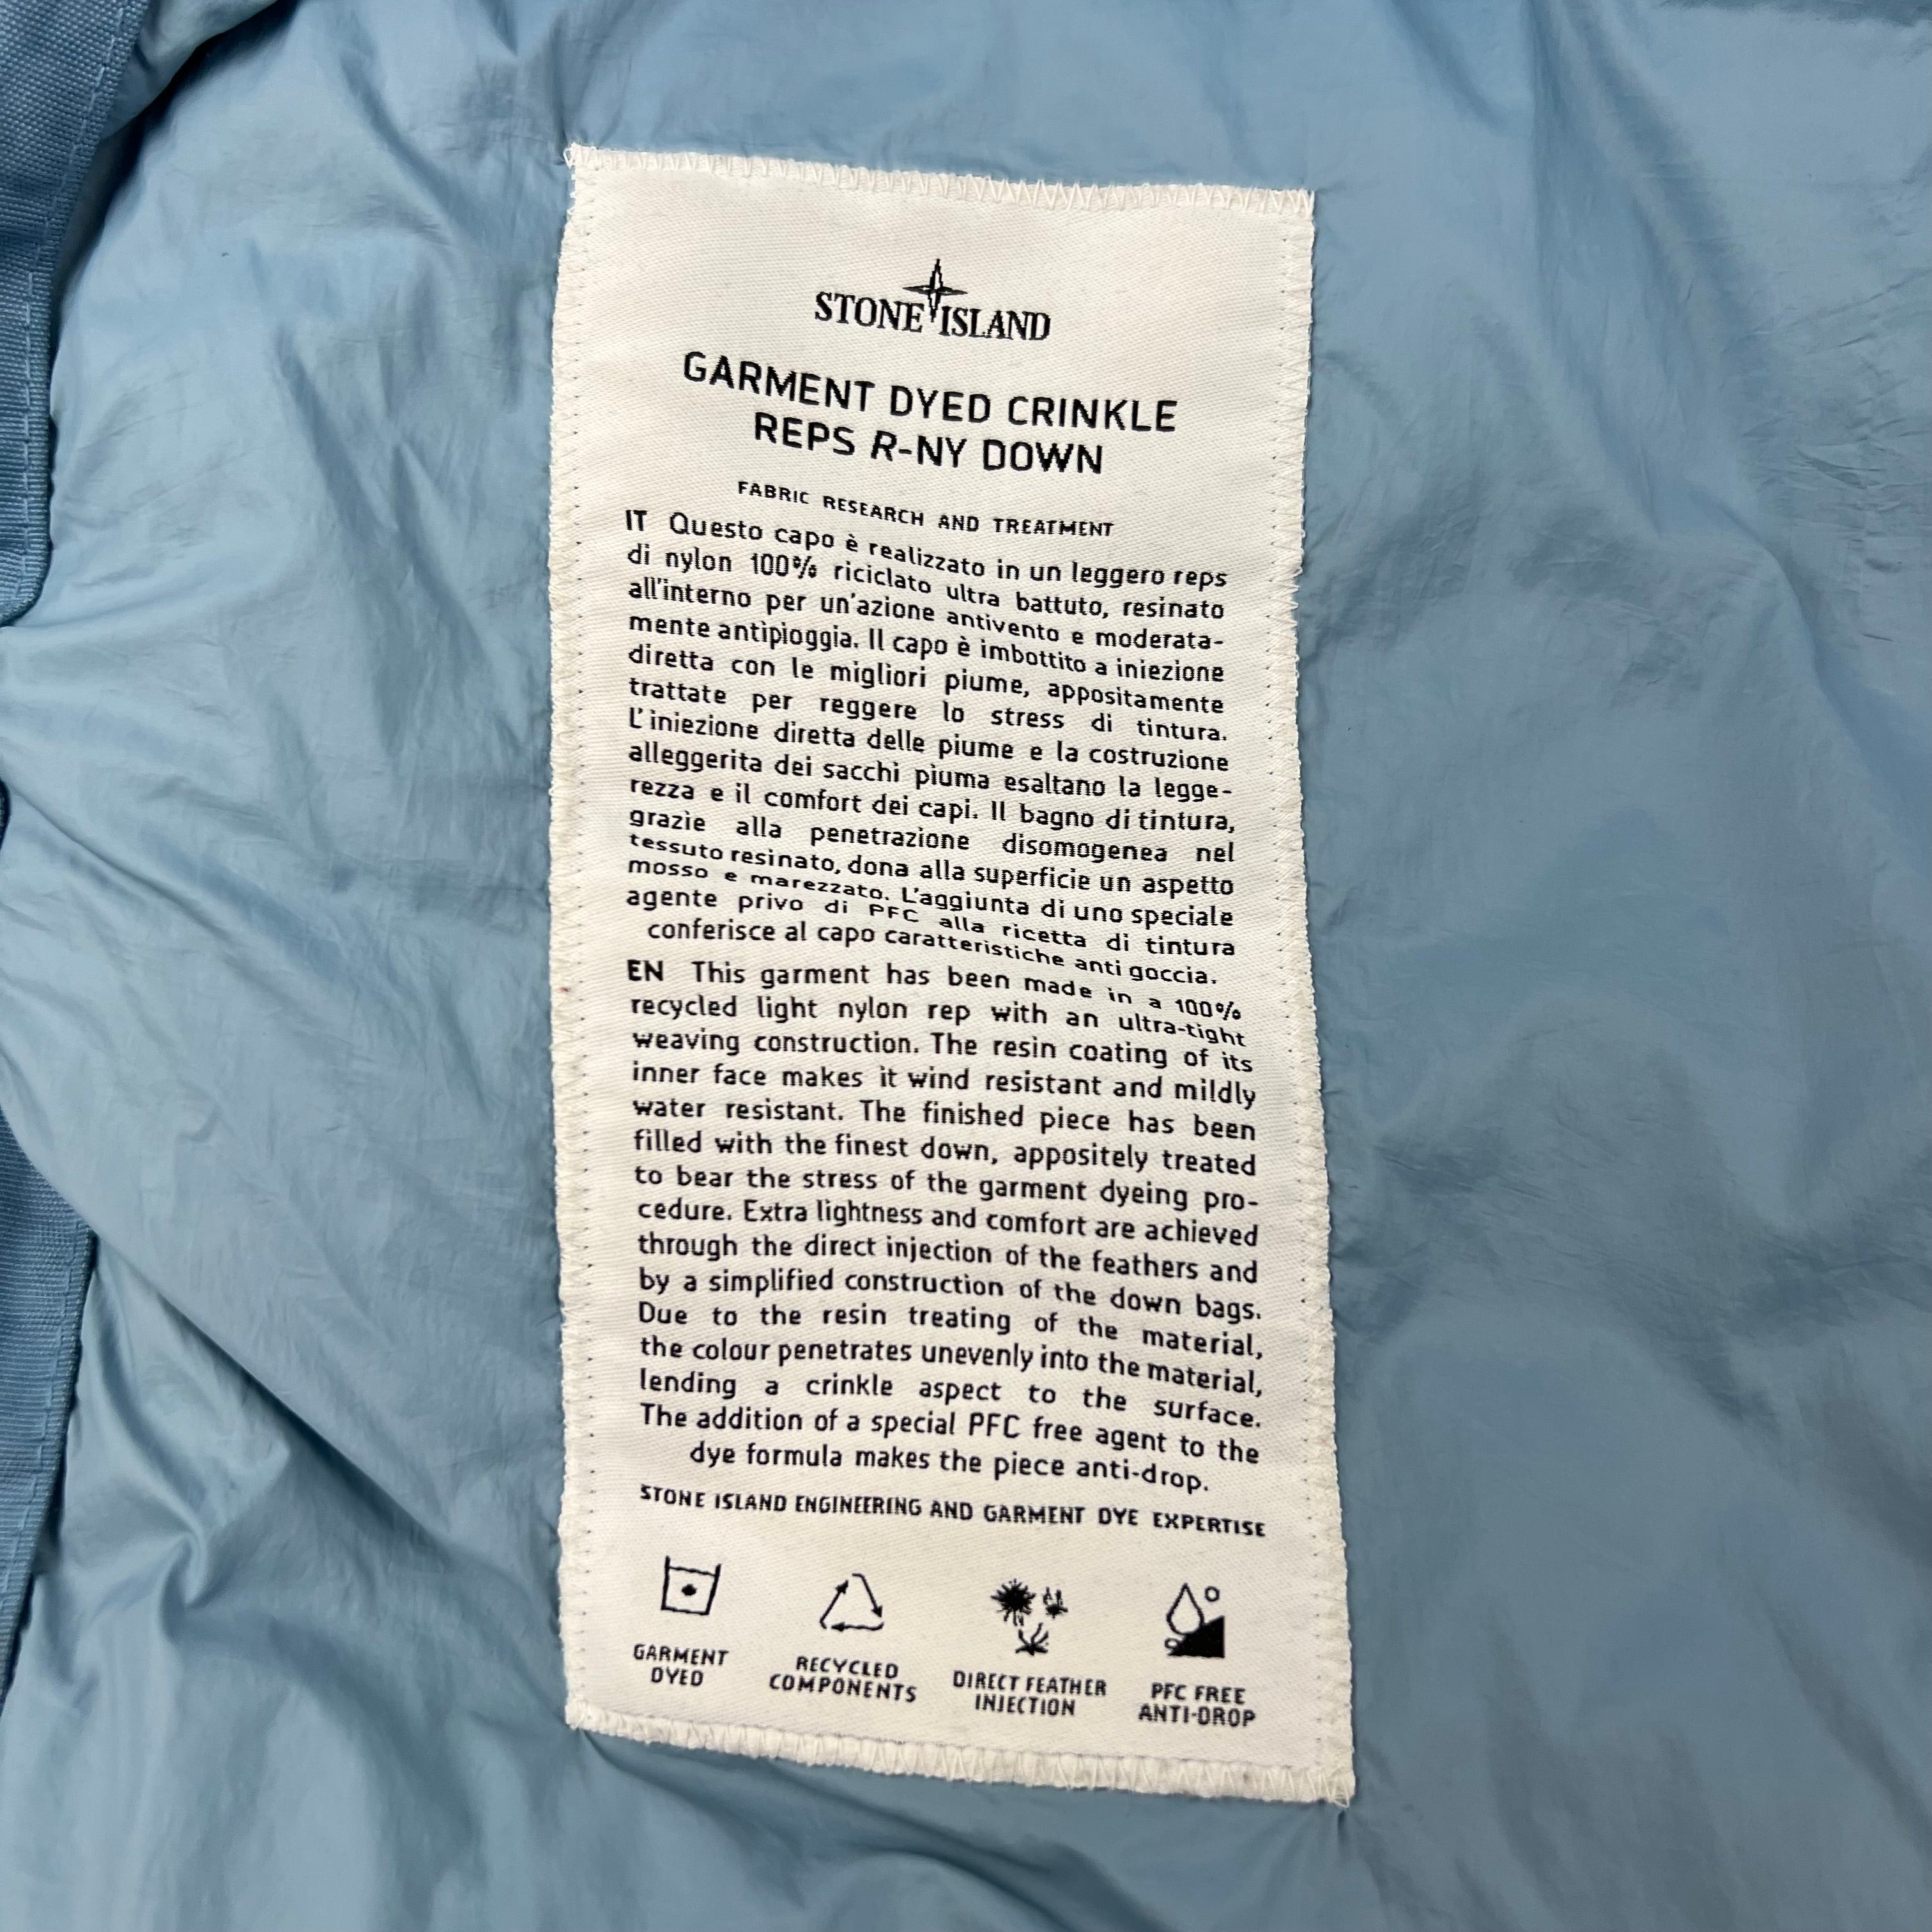 STONE ISLAND
GARMENT DYED CRINKLE
REPS R-NY DOWN
FABRIC RESEARCH AND TREATMENT
IT Questo capo è realizzato in un leggero reps
di nylon 100% riciclato ultra battuto, resinato
all'interno per un'azione antivento e moderata-
mente antipioggia. Il capo è imbottito a iniezione
diretta con le migliori piume, appositamente
trattate per reggere lo stress di tintura.
L'iniezione diretta delle piume e la costruzione
alleggerita dei sacchi piuma esaltano la legge-
rezza e il comfort dei capi. Il bagno di tintura,
grazie alla penetrazione disomogenea nel
tessuto resinato, dona alla superficie un aspetto
mosso e marezzato. L'aggiunta di uno speciale
agente privo di PFC alla ricetta di tintura
conferisce al capo caratteristiche anti goccia.
EN This garment has been made in a 100%
recycled light nylon rep with an ultra-tight
weaving construction. The resin coating of its
inner face makes it wind resistant and mildly
water resistant. The finished piece has been
filled with the finest down, appositely treated
to bear the stress of the garment dyeing pro-
cedure. Extra lightness and comfort are achieved
through the direct injection of the feathers and
by a simplified construction of the down bags.
Due to the resin treating of the material,
the colour penetrates unevenly into the material,
lending a crinkle aspect to the surface.
The addition of a special PFC free agent to the
dye formula makes the piece anti-drop.
STONE ISLAND ENGINEERING AND GARMENT DYE EXPERTISE
GARMENT
DYED
RECYCLED
COMPONENTS
DIRECT FEATHER
INJECTION
PFC FREE
ANTI-DROP